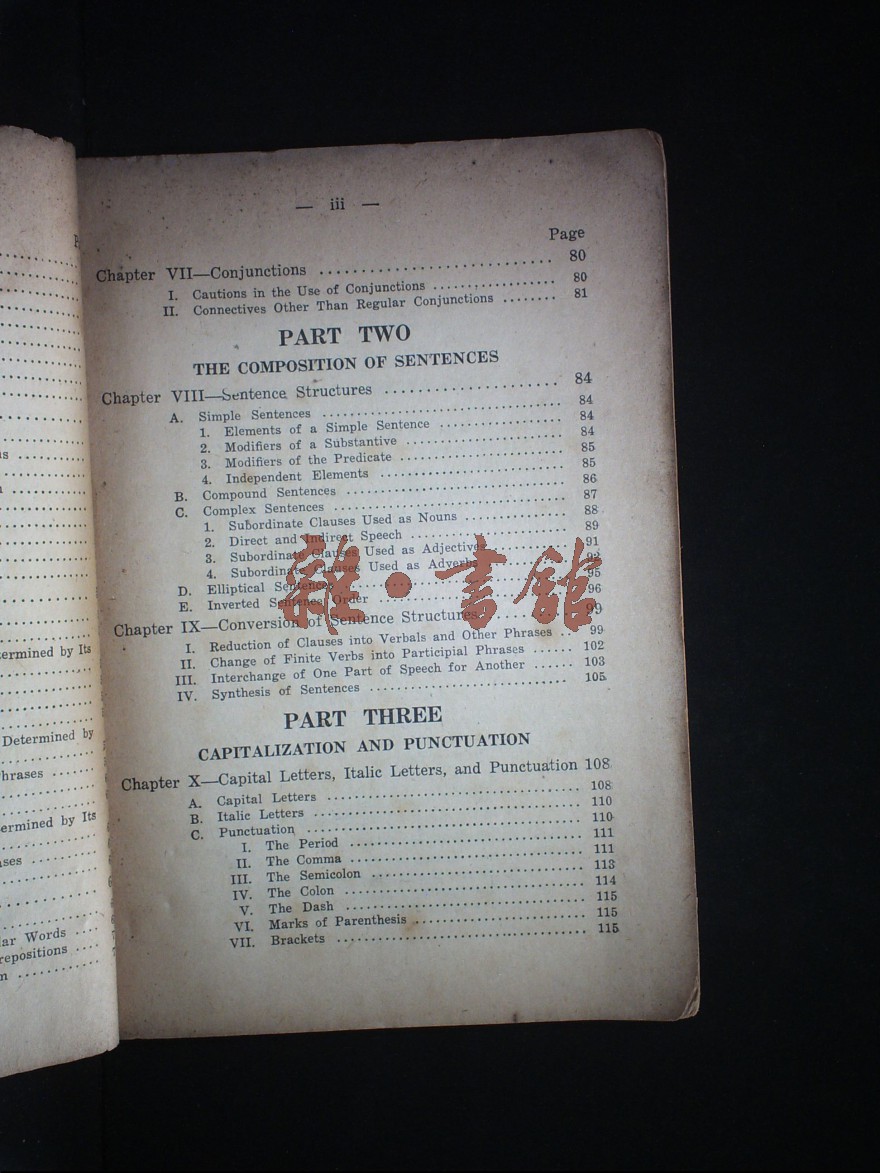 — iii —
Page
Chapter VII—Conjunctions .............................. 80
I. Cautions in the Use of Conjunctions .................. 80
II. Connectives Other Than Regular Conjunctions ........ 81
PART TWO
THE COMPOSITION OF SENTENCES
Chapter VIII—Sentence Structures ...................... 84
A. Simple Sentences .................................. 84
1. Elements of a Simple Sentence .................. 84
2. Modifiers of a Substantive ...................... 84
3. Modifiers of the Predicate ...................... 85
4. Independent Elements .......................... 85
B. Compound Sentences .............................. 86
C. Complex Sentences ................................ 87
1. Subordinate Clauses Used as Nouns .............. 88
2. Direct and Indirect Speech ...................... 89
3. Subordinate Clauses Used as Adjectives .......... 91
4. Subordinate Clauses Used as Adverbs ............ 92
D. Elliptical Sentences ................................ 95
E. Inverted Sentence Order ............................ 96
Chapter IX—Conversion of Sentence Structures .......... 99
I. Reduction of Clauses into Verbals and Other Phrases .. 99
II. Change of Finite Verbs into Participial Phrases ...... 102
III. Interchange of One Part of Speech for Another ...... 103
IV. Synthesis of Sentences .............................. 105
PART THREE
CAPITALIZATION AND PUNCTUATION
Chapter X—Capital Letters, Italic Letters, and Punctuation 108
A. Capital Letters .................................... 108
B. Italic Letters ...................................... 110
C. Punctuation ...................................... 110
I. The Period .................................. 111
II. The Comma .................................. 111
III. The Semicolon .............................. 113
IV. The Colon .................................. 114
V. The Dash .................................... 115
VI. Marks of Parenthesis .......................... 115
VII. Brackets .................................... 115
雜·書館
ermined by Its
Determined by
hrases ......
ermined by Its
ases ........
lar Words ....
repositions ....